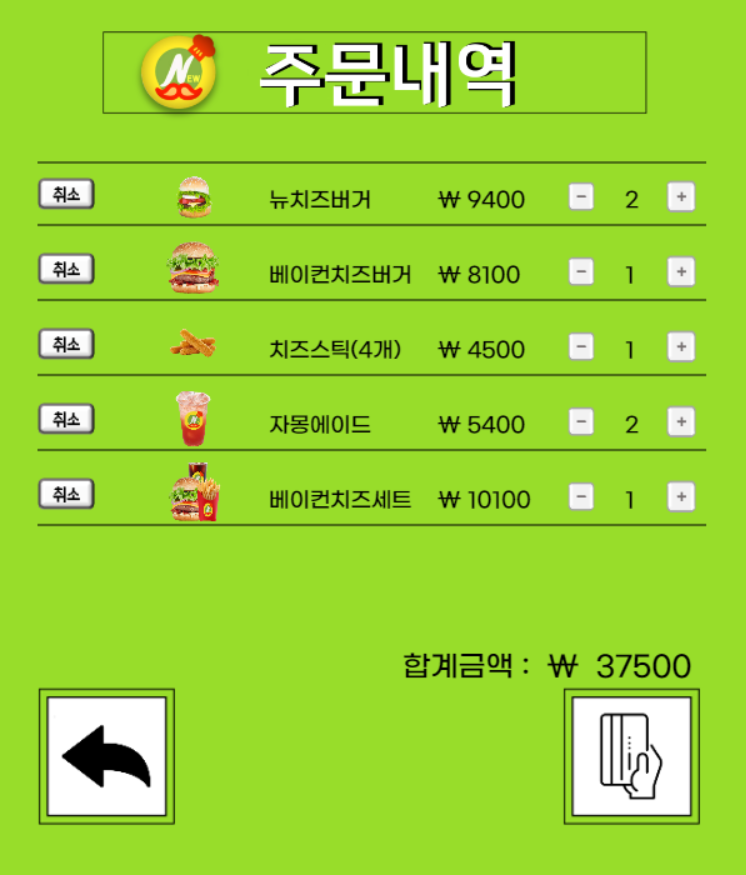 NEW 주문내역
취소 뉴치즈버거 ₩ 9400 - 2 +
취소 베이컨치즈버거 ₩ 8100 - 1 +
취소 치즈스틱(4개) ₩ 4500 - 1 +
취소 자몽에이드 ₩ 5400 - 2 +
취소 베이컨치즈세트 ₩ 10100 - 1 +
합계금액 : ₩ 37500